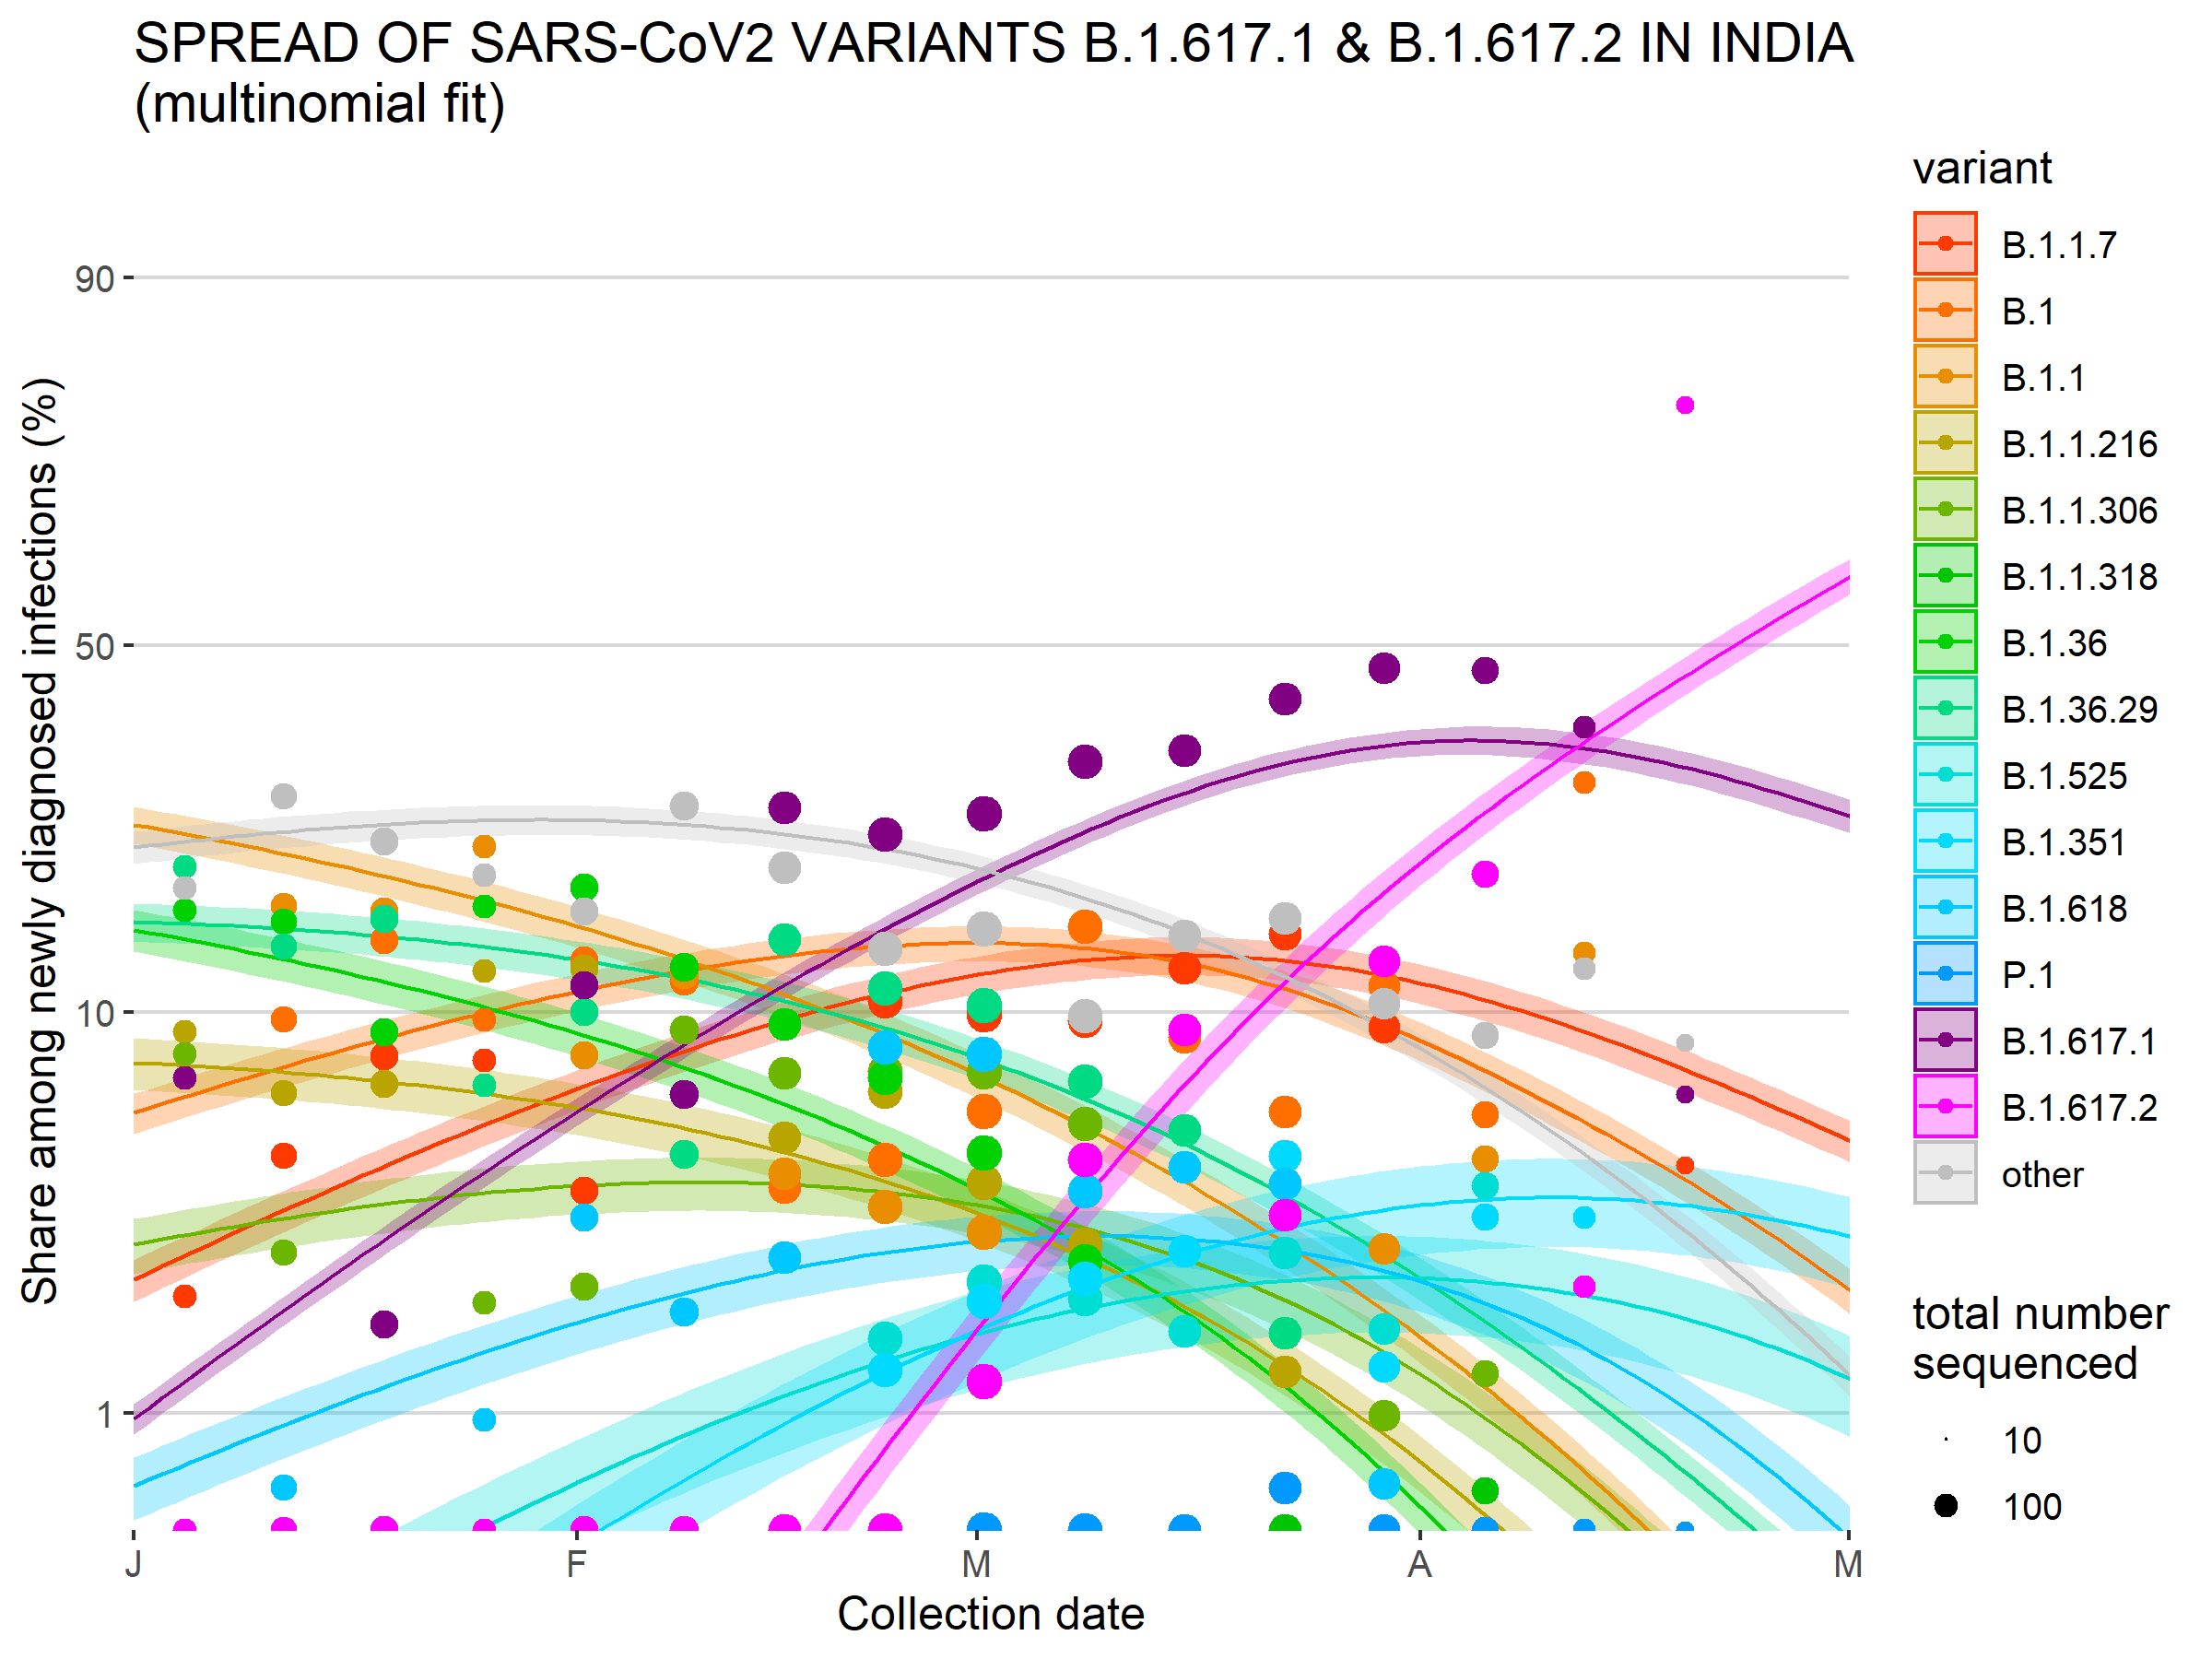 SPREAD OF SARS-CoV2 VARIANTS B.1.617.1 & B.1.617.2 IN INDIA
(multinomial fit)
Share among newly diagnosed infections (%)
90
50
10
1
J
F
M
A
M
Collection date
variant
B.1.1.7
B.1
B.1.1
B.1.1.216
B.1.1.306
B.1.1.318
B.1.36
B.1.36.29
B.1.525
B.1.351
B.1.618
P.1
B.1.617.1
B.1.617.2
other
total number
sequenced
10
100